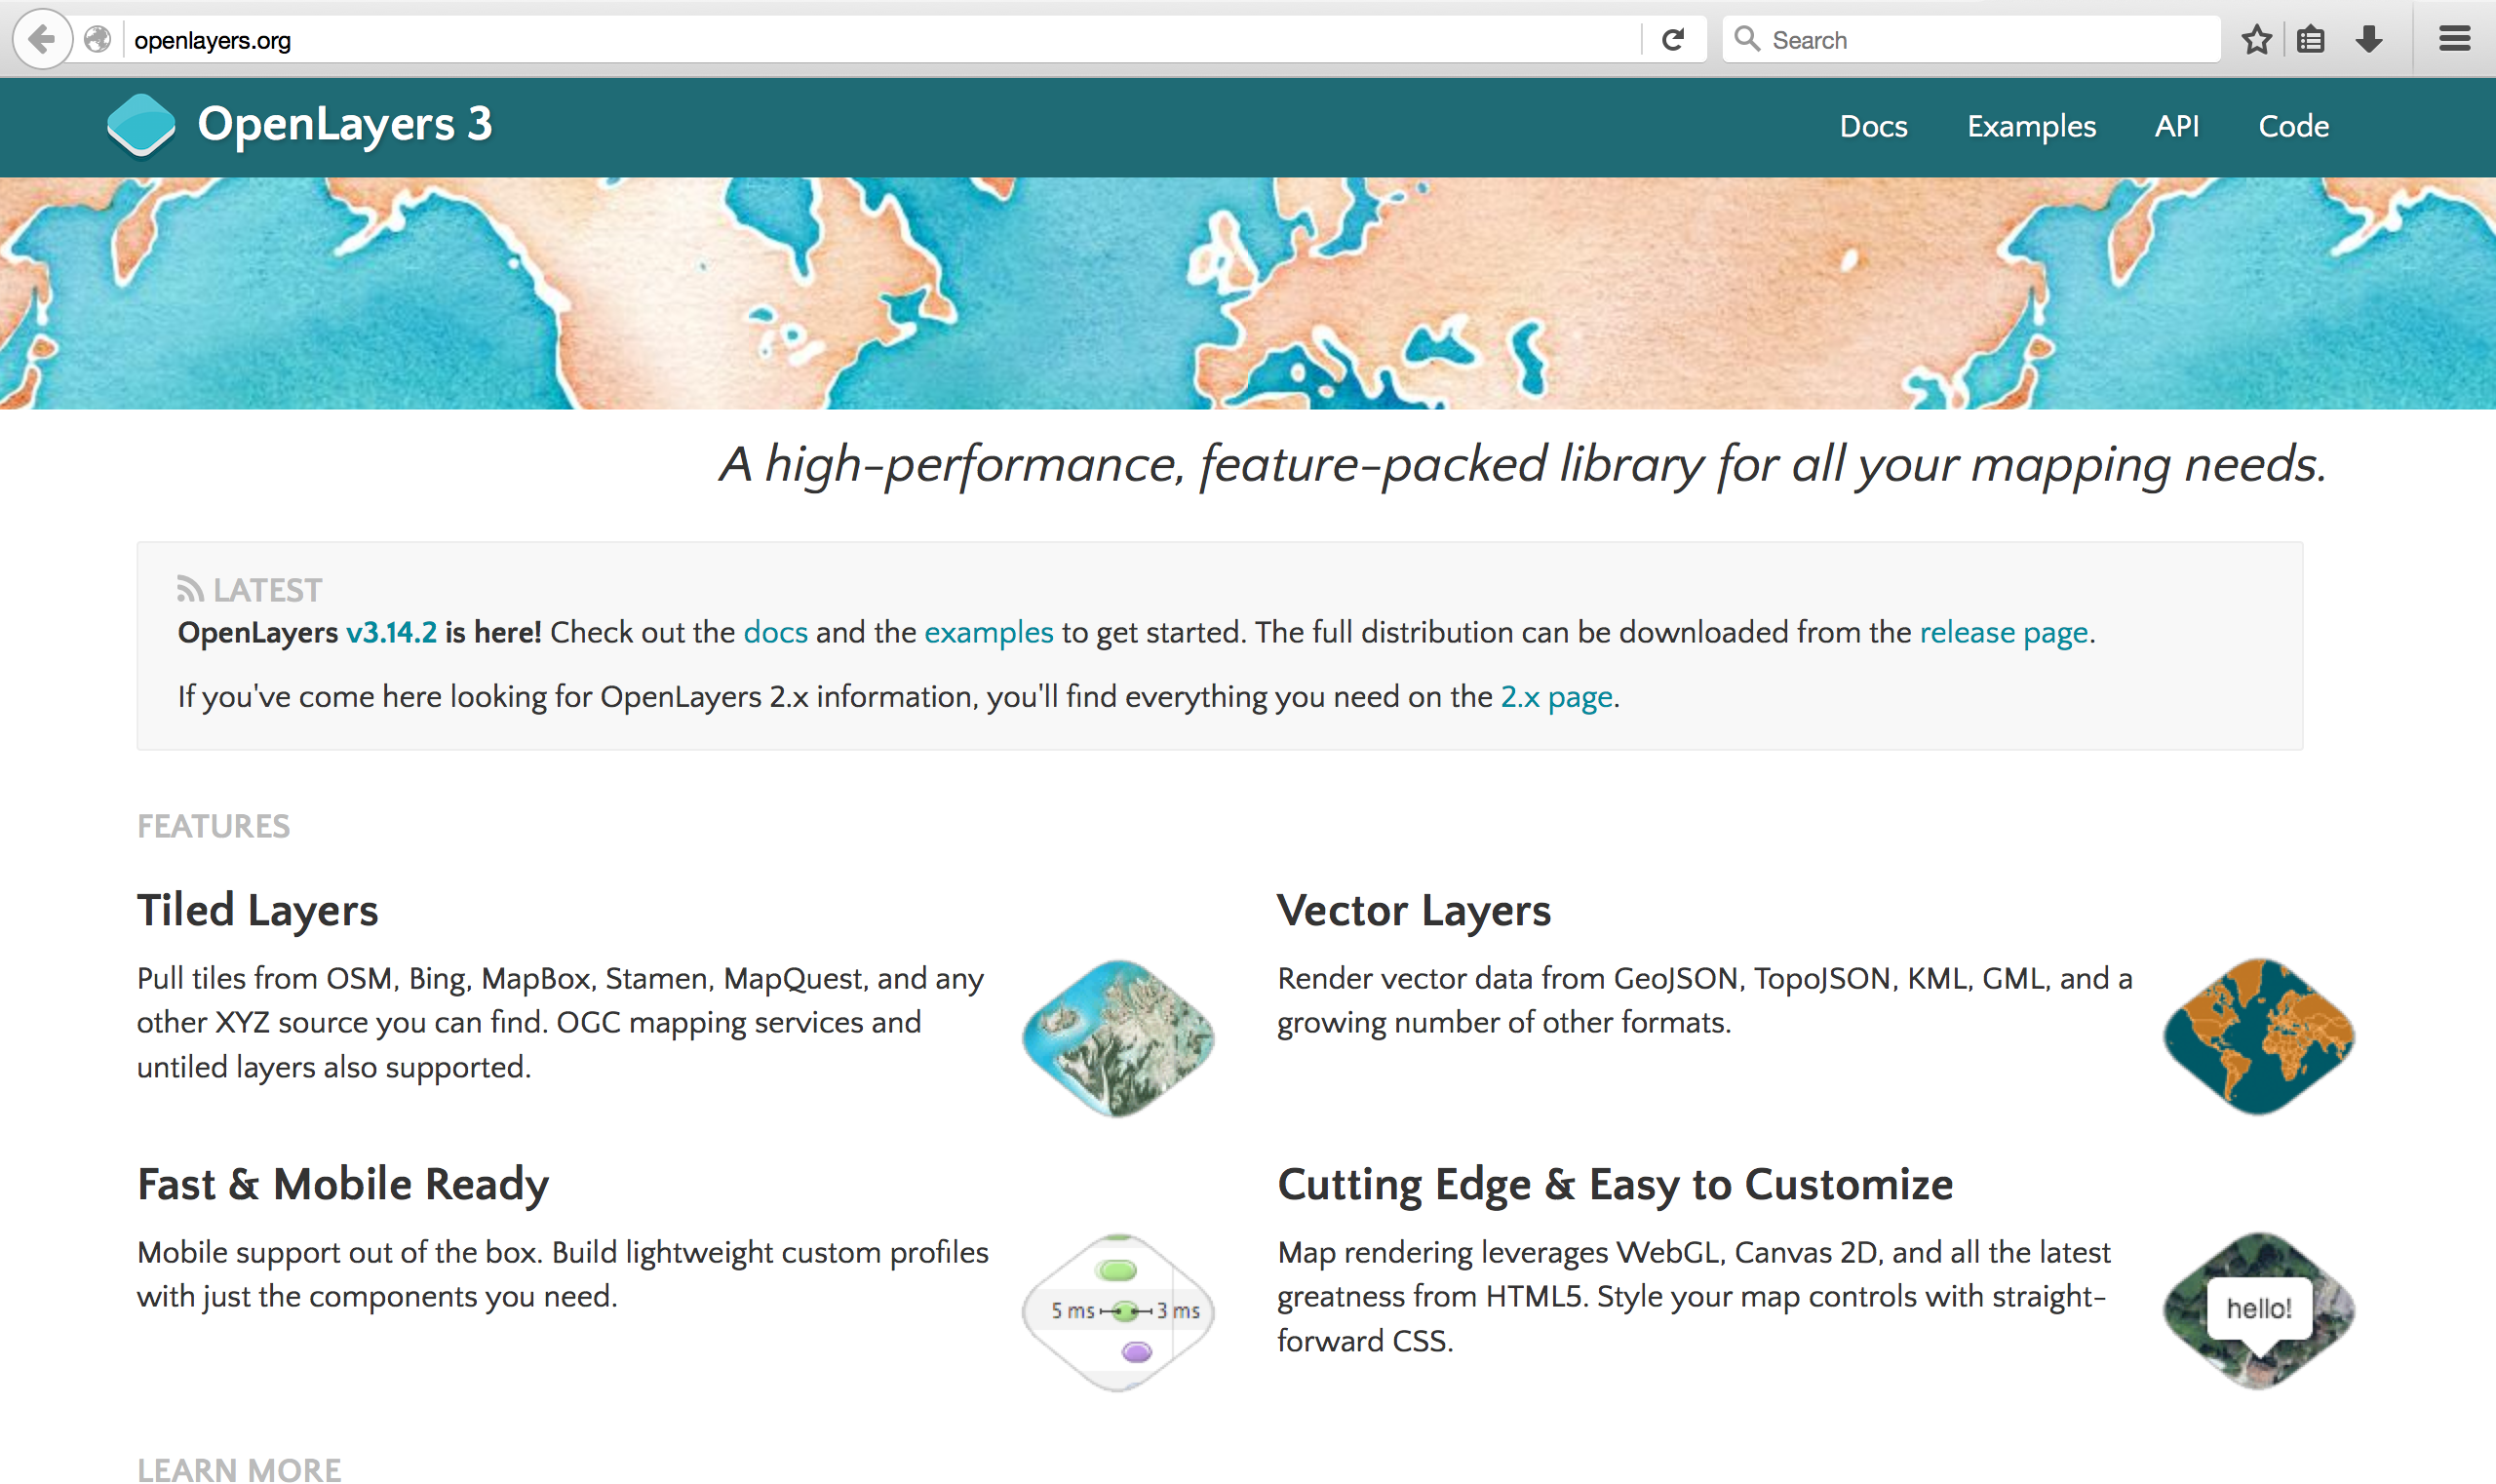 openlayers.org
Search
OpenLayers 3
Docs Examples API Code
A high-performance, feature-packed library for all your mapping needs.
LATEST
OpenLayers v3.14.2 is here! Check out the docs and the examples to get started. The full distribution can be downloaded from the release page.
If you've come here looking for OpenLayers 2.x information, you'll find everything you need on the 2.x page.
FEATURES
Tiled Layers
Pull tiles from OSM, Bing, MapBox, Stamen, MapQuest, and any
other XYZ source you can find. OGC mapping services and
untiled layers also supported.
Vector Layers
Render vector data from GeoJSON, TopoJSON, KML, GML, and a
growing number of other formats.
Fast & Mobile Ready
Mobile support out of the box. Build lightweight custom profiles
with just the components you need.
5 ms 3 ms
Cutting Edge & Easy to Customize
Map rendering leverages WebGL, Canvas 2D, and all the latest
greatness from HTML5. Style your map controls with straight-
forward CSS.
hello!
LEARN MORE